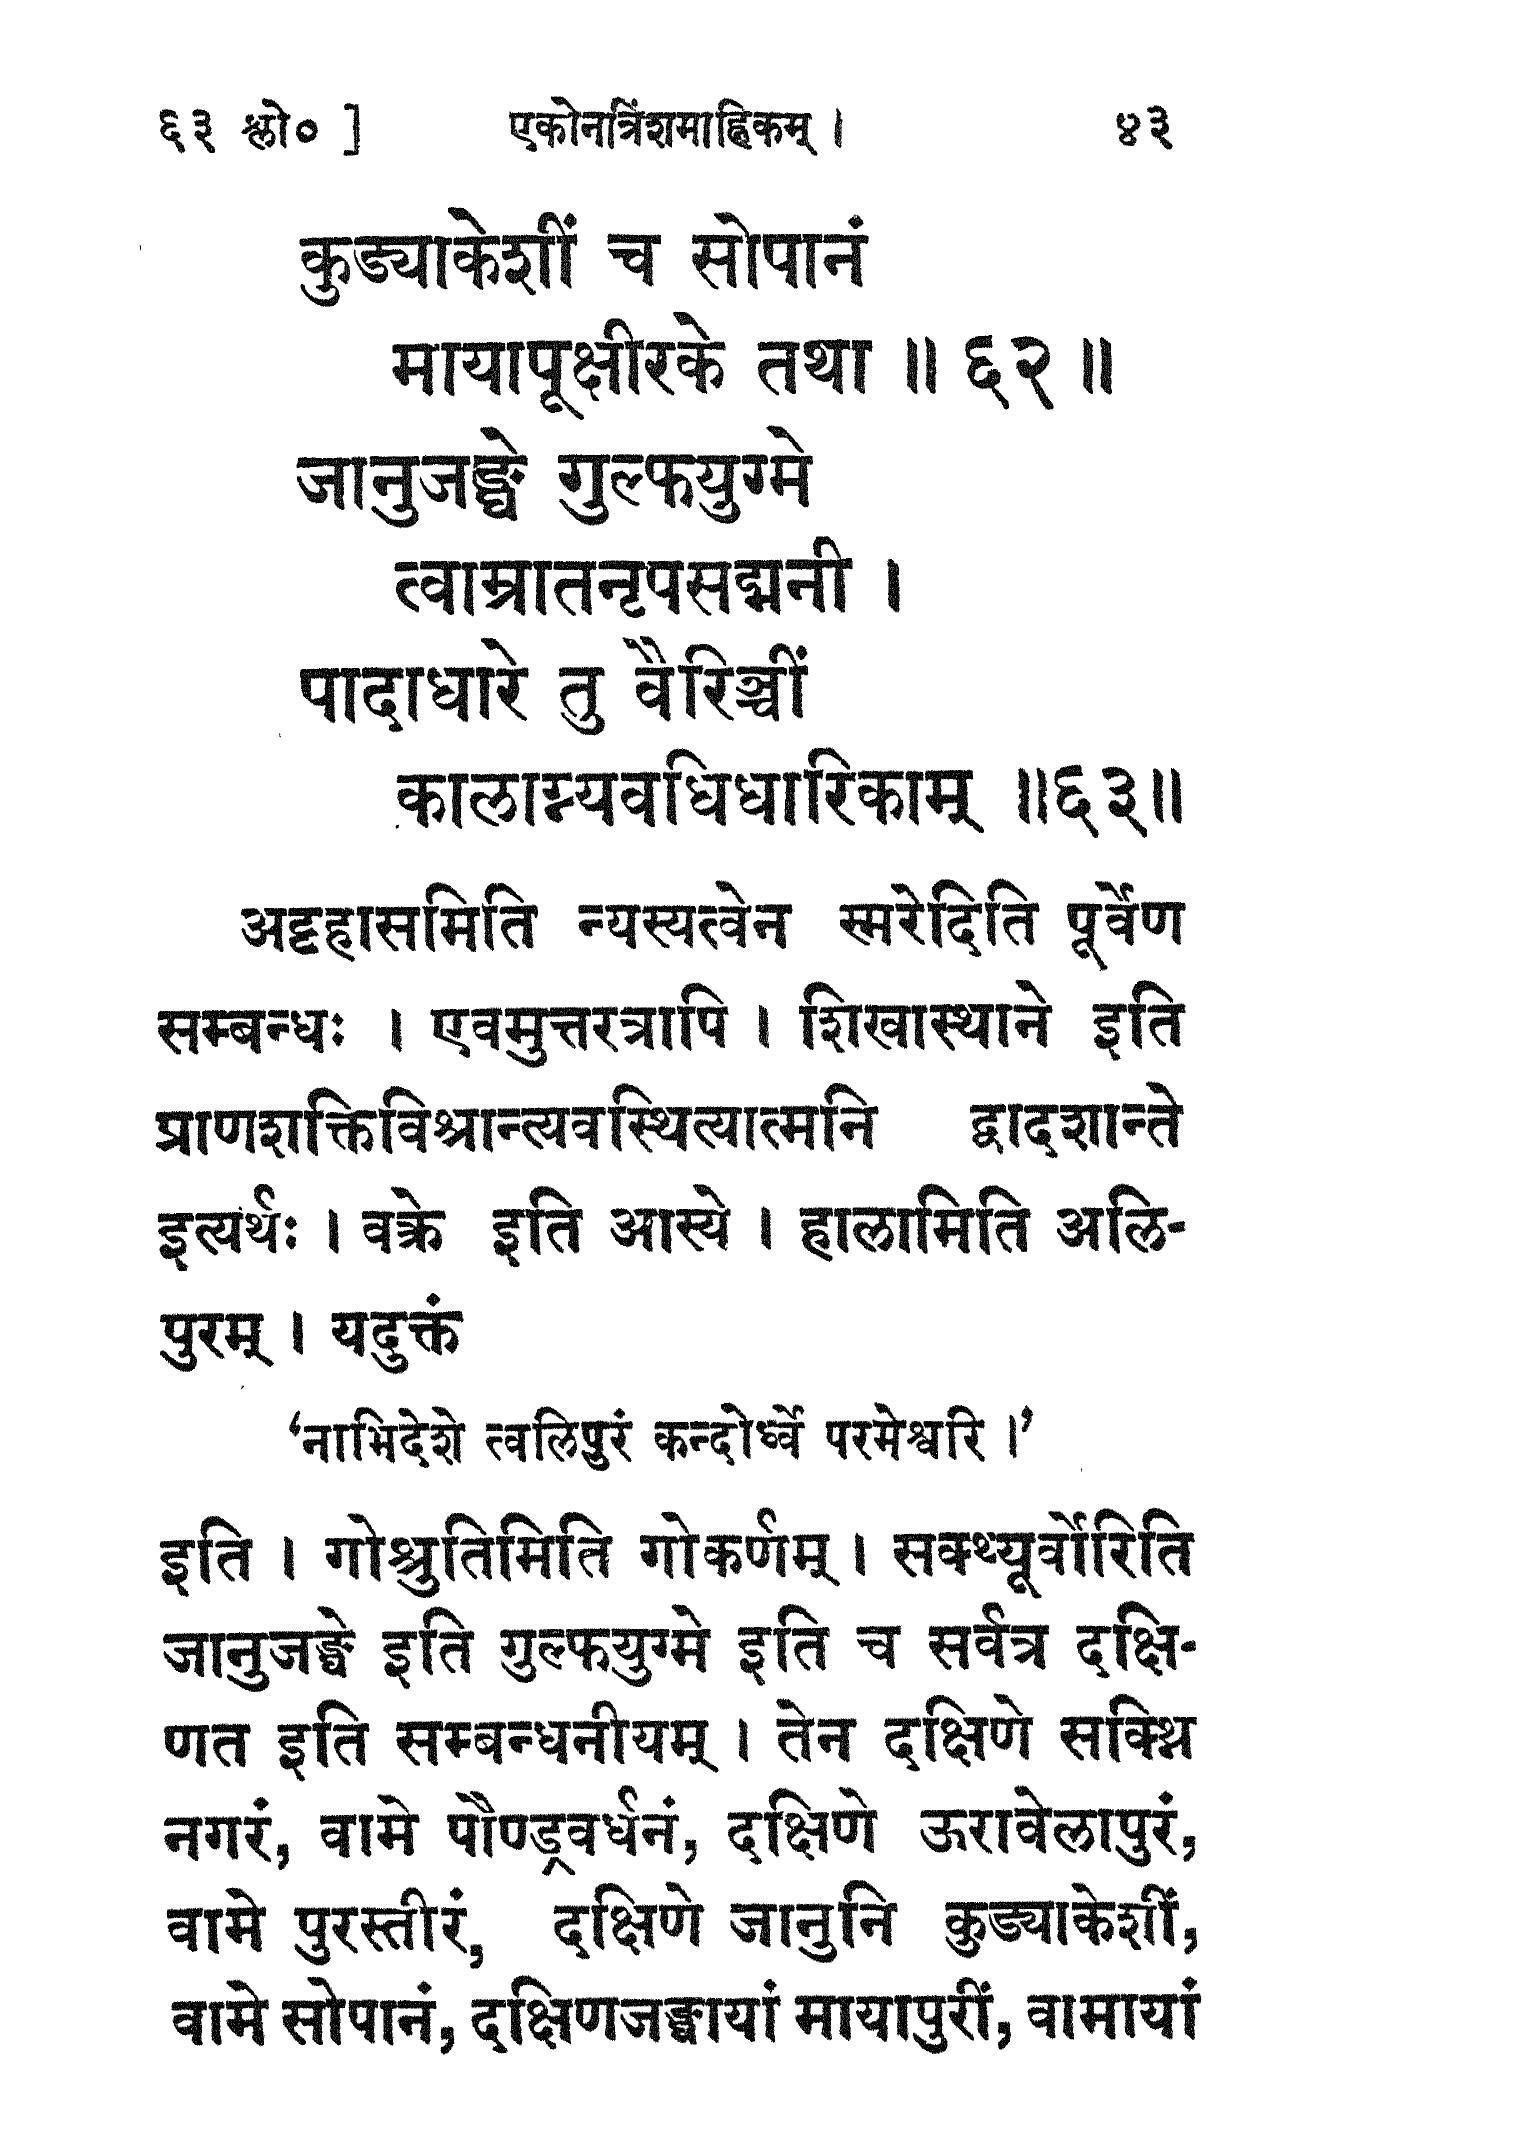 ६३ श्लो० ] एकोनत्रिंशमाह्निकम् । ४३
कुड्याकेशीं च सोपानं
मायापूक्षीरके तथा ॥ ६२ ॥
जानुजङ्घे गुल्फयुग्मे
त्वाम्रातनृपसद्मनी ।
पादाधारे तु वैरिञ्चीं
कालाग्न्यवधिधारिकाम् ॥६३॥
अट्टहासमिति न्यस्यत्वेन स्मरेदिति पूर्वेण
सम्बन्धः । एवमुत्तरत्रापि । शिखास्थाने इति
प्राणशक्तिविश्रान्त्यवस्थित्यात्मनि द्वादशान्ते
इत्यर्थः । वक्रे इति आस्ये । हालामिति अलि-
पुरम् । यदुक्तं
‘नाभिदेशे त्वलिपुरं कन्दोर्ध्वे परमेश्वरि ।’
इति । गोश्रुतिमिति गोकर्णम् । सक्थ्यूर्वोरिति
जानुजङ्घे इति गुल्फयुग्मे इति च सर्वत्र दक्षि-
णत इति सम्बन्धनीयम् । तेन दक्षिणे सक्थ्नि
नगरं, वामे पौण्ड्रवर्धनं, दक्षिणे ऊरावेलापुरं,
वामे पुरस्तीरं, दक्षिणे जानुनि कुड्याकेशीं,
वामे सोपानं, दक्षिणजङ्घायां मायापुरीं, वामायां